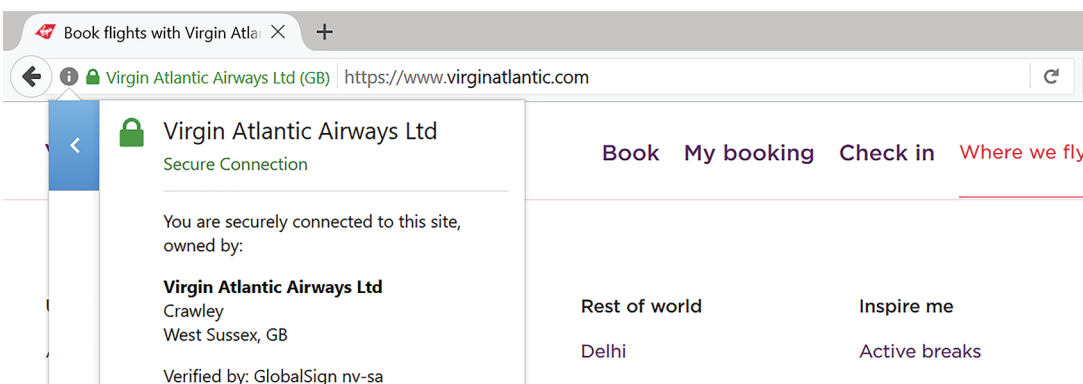 Book flights with Virgin Atla
Virgin Atlantic Airways Ltd (GB) https://www.virginatlantic.com
Virgin Atlantic Airways Ltd
Secure Connection
You are securely connected to this site,
owned by:
Virgin Atlantic Airways Ltd
Crawley
West Sussex, GB
Verified by: GlobalSign nv-sa
Book My booking Check in Where we fly
Rest of world Inspire me
Delhi Active breaks